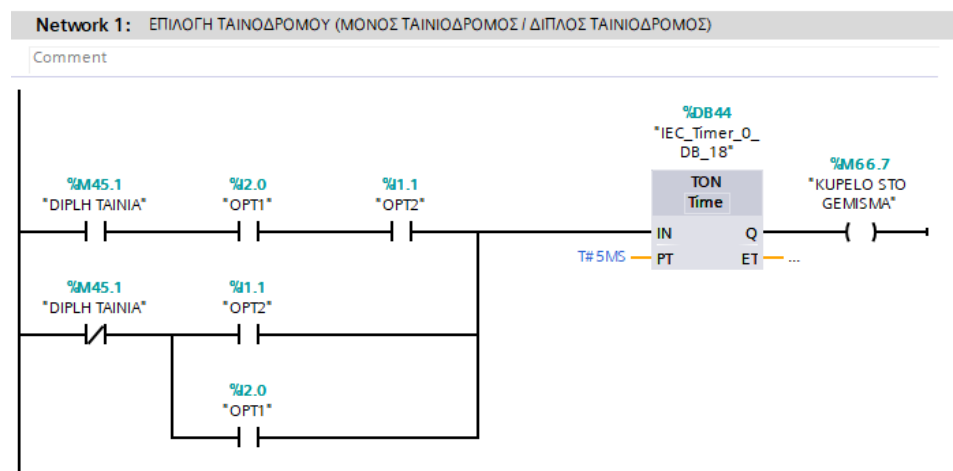 Network 1: ΕΠΙΛΟΓΗ ΤΑΙΝΟΔΡΟΜΟΥ (ΜΟΝΟΣ ΤΑΙΝΙΟΔΡΟΜΟΣ / ΔΙΠΛΟΣ ΤΑΙΝΙΟΔΡΟΜΟΣ)
Comment
%DB44
"IEC_Timer_0_
DB_18"
%M45.1
"DIPLH TAINIA"
%I2.0
"OPT1"
%I1.1
"OPT2"
TON
Time
%M66.7
"KUPELO STO
GEMISMA"
IN Q
T#5MS PT ET ...
%M45.1
"DIPLH TAINIA"
%I1.1
"OPT2"
%I2.0
"OPT1"